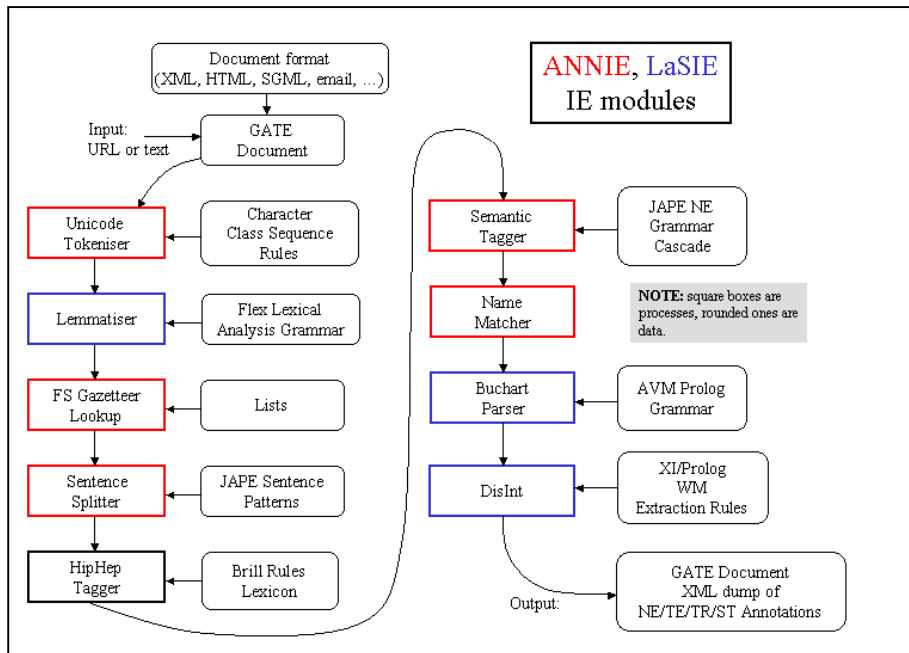 Document format
(XML, HTML, SGML, email, ...)
Input:
URL or text
GATE
Document
Unicode
Tokeniser
Character
Class Sequence
Rules
Lemmatiser
Flex Lexical
Analysis Grammar
FS Gazetteer
Lookup
Lists
Sentence
Splitter
JAPE Sentence
Patterns
HipHep
Tagger
Brill Rules
Lexicon
ANNIE, LaSIE
IE modules
Semantic
Tagger
JAPE NE
Grammar
Cascade
Name
Matcher
NOTE: square boxes are
processes, rounded ones are
data.
Buchart
Parser
AVM Prolog
Grammar
DisInt
XI/Prolog
WM
Extraction Rules
Output:
GATE Document
XML dump of
NE/TE/TR/ST Annotations